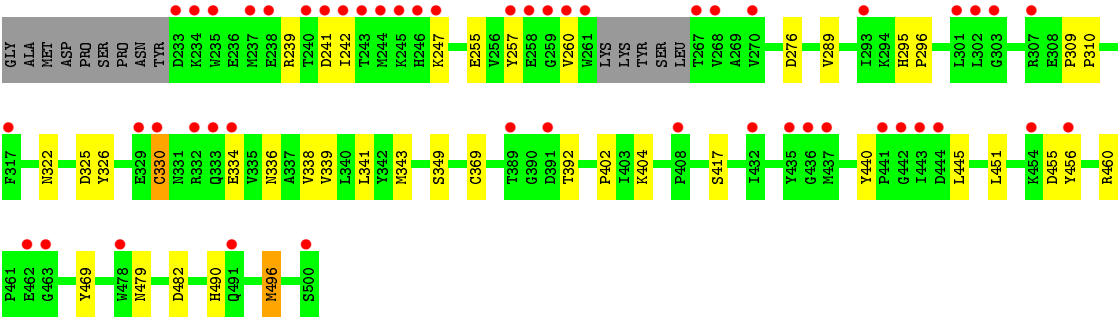 GLY ALA MET ASP PRO SER PRO ASN TYR D233 K234 W235 E236 M237 E238 R239 T240 D241 I242 T243 M244 K245 H246 K247 E255 V256 Y257 E258 G259 V260 W261 LYS LYS TYR SER LEU T267 V268 A269 V270 D276 V289 I293 K294 H295 P296 L301 L302 G303 R307 E308 P309 P310
F317 N322 D325 Y326 E329 C330 N331 R332 Q333 E334 V335 N336 A337 V338 V339 L340 L341 Y342 M343 S349 C369 T389 G390 D391 T392 P402 I403 K404 P408 S417 I432 Y435 G436 M437 Y440 P441 G442 I443 D444 L445 L451 K454 D455 Y456 R460
P461 E462 G463 Y469 W478 N479 D482 H490 Q491 M496 S500